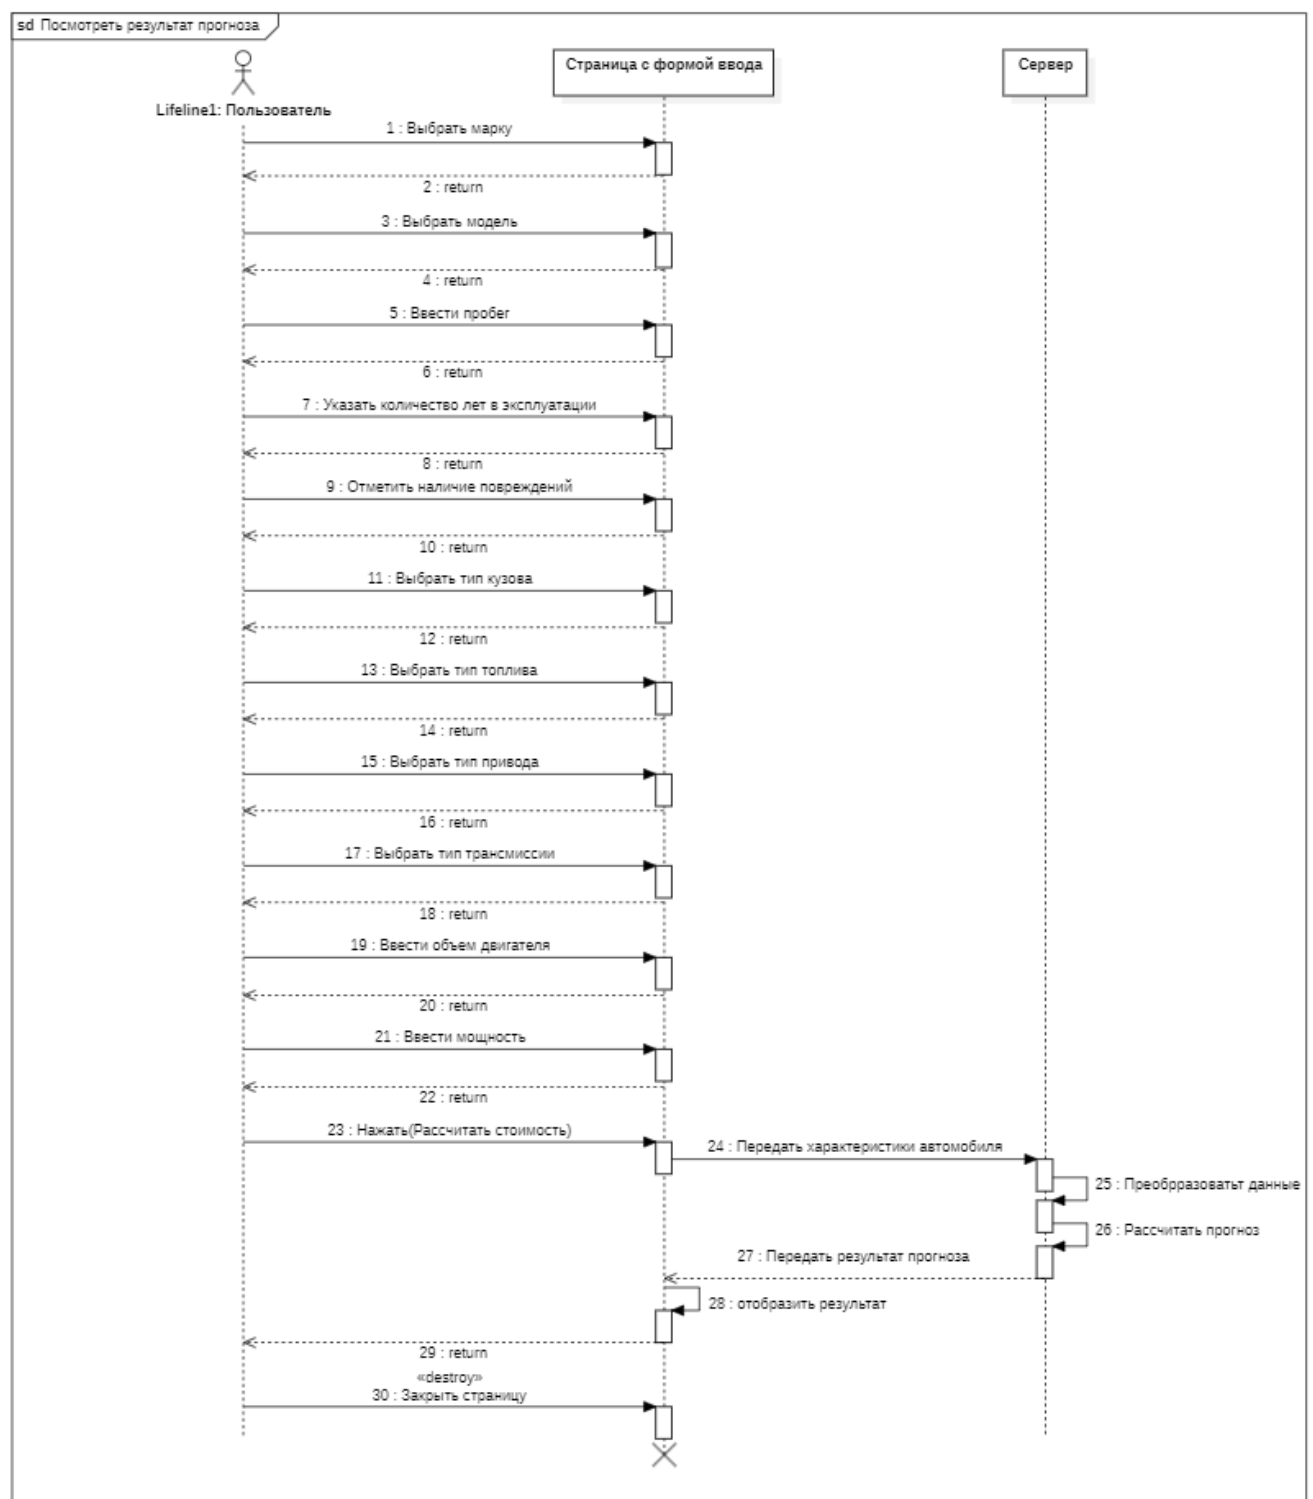 sd Посмотреть результат прогноза
Страница с формой ввода
Сервер
Lifeline1: Пользователь
1 : Выбрать марку
2 : return
3 : Выбрать модель
4 : return
5 : Ввести пробег
6 : return
7 : Указать количество лет в эксплуатации
8 : return
9 : Отметить наличие повреждений
10 : return
11 : Выбрать тип кузова
12 : return
13 : Выбрать тип топлива
14 : return
15 : Выбрать тип привода
16 : return
17 : Выбрать тип трансмиссии
18 : return
19 : Ввести объем двигателя
20 : return
21 : Ввести мощность
22 : return
23 : Нажать(Рассчитать стоимость)
24 : Передать характеристики автомобиля
25 : Преобрразоватьт данные
26 : Рассчитать прогноз
27 : Передать результат прогноза
28 : отобразить результат
29 : return
«destroy»
30 : Закрыть страницу